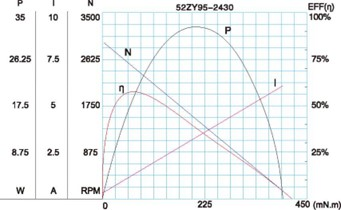 P I N 52ZY95-2430 EFF(η)
35 10 3500 100%
P
N I
26.25 7.5 2625 75%
η
17.5 5 1750 50%
8.75 2.5 875 25%
W A RPM
0 225 450 (mN.m)